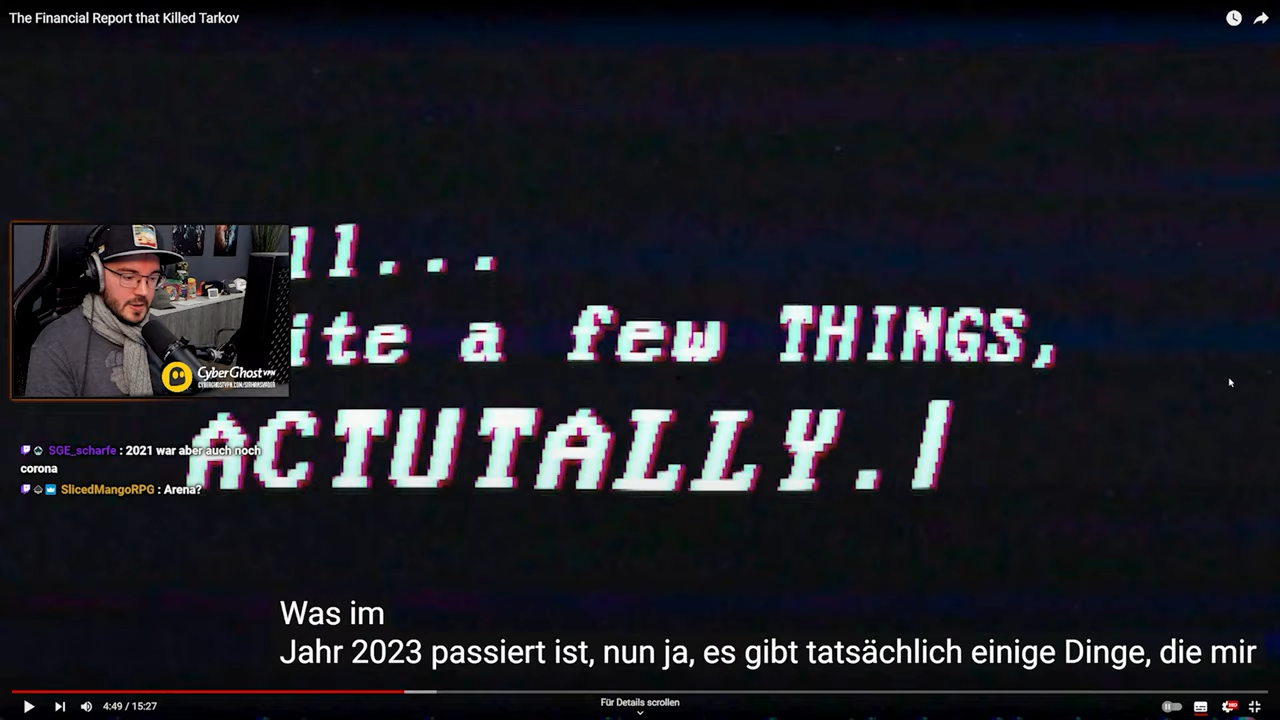 The Financial Report that Killed Tarkov
ll...
ite a few THINGS,
ACTUTALLY.
CyberGhost VPN
SGE_scharfe : 2021 war aber auch noch
corona
SlicedMangoRPG : Arena?
Was im
Jahr 2023 passiert ist, nun ja, es gibt tatsächlich einige Dinge, die mir
4:49 / 15:27
Für Details scrollen
HD